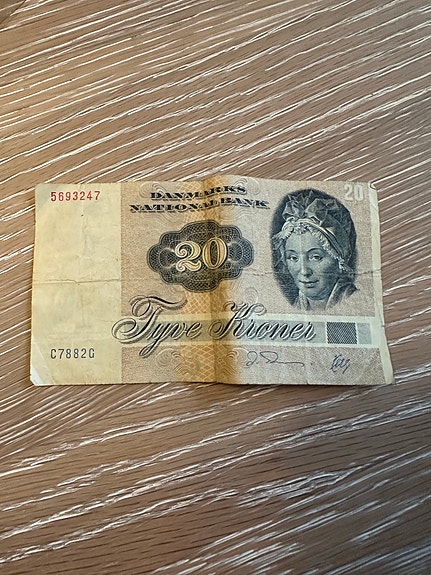 5693247
DANMARKS
NATIONALBANK
20
20
Tyve Kroner
C7882G